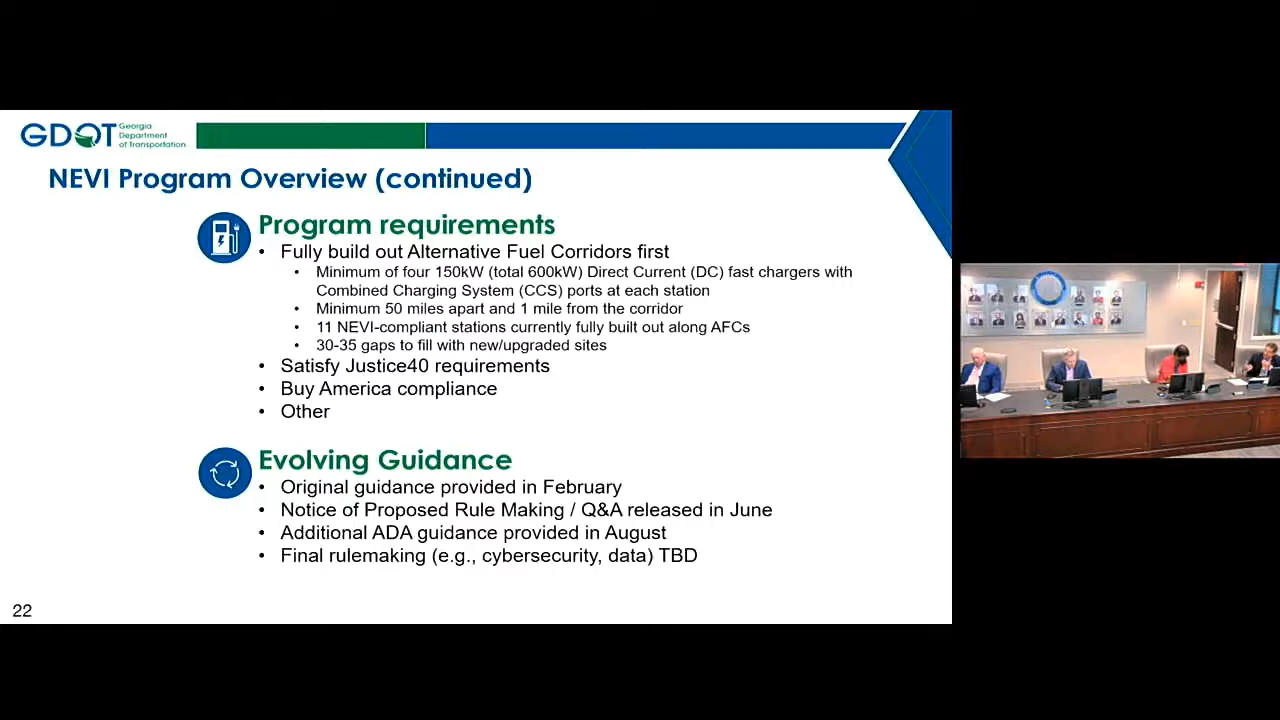 GDOT
Georgia
Department
of Transportation
NEVI Program Overview (continued)
Program requirements
• Fully build out Alternative Fuel Corridors first
• Minimum of four 150kW (total 600kW) Direct Current (DC) fast chargers with
Combined Charging System (CCS) ports at each station
• Minimum 50 miles apart and 1 mile from the corridor
• 11 NEVI-compliant stations currently fully built out along AFCs
• 30-35 gaps to fill with new/upgraded sites
• Satisfy Justice40 requirements
• Buy America compliance
• Other
Evolving Guidance
• Original guidance provided in February
• Notice of Proposed Rule Making / Q&A released in June
• Additional ADA guidance provided in August
• Final rulemaking (e.g., cybersecurity, data) TBD
22